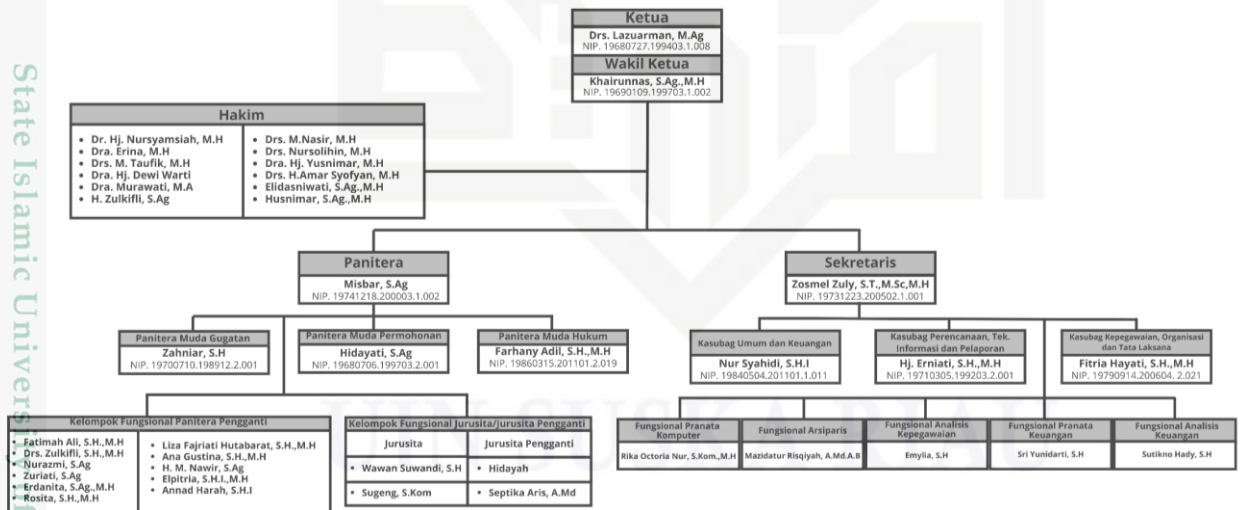 State Islamic Universi
Ketua
Drs. Lazuarman, M.Ag
NIP. 19680727.199403.1.008
Wakil Ketua
Khairunnas, S.Ag.,M.H
NIP. 19690109.199703.1.002
Hakim
• Dr. Hj. Nursyamsiah, M.H
• Dra. Erina, M.H
• Drs. M. Taufik, M.H
• Dra. Hj. Dewi Warti
• Dra. Murawati, M.A
• H. Zulkifli, S.Ag
• Drs. M.Nasir, M.H
• Drs. Nursolihin, M.H
• Dra. Hj. Yusnimar, M.H
• Drs. H.Amar Syofyan, M.H
• Elidasniwati, S.Ag.,M.H
• Husnimar, S.Ag.,M.H
Panitera
Misbar, S.Ag
NIP. 19741218.200003.1.002
Sekretaris
Zosmel Zuly, S.T.,M.Sc,M.H
NIP. 19731223.200502.1.001
Panitera Muda Gugatan
Zahniar, S.H
NIP. 19700710.198912.2.001
Panitera Muda Permohonan
Hidayati, S.Ag
NIP. 19680706.199703.2.001
Panitera Muda Hukum
Farhany Adil, S.H.,M.H
NIP. 19860315.201101.2.019
Kasubag Umum dan Keuangan
Nur Syahidi, S.H.I
NIP. 19840504.201101.1.011
Kasubag Perencanaan, Tek.
Informasi dan Pelaporan
Hj. Erniati, S.H.,M.H
NIP. 19710305.199203.2.001
Kasubag Kepegawaian, Organisasi
dan Tata Laksana
Fitria Hayati, S.H.,M.H
NIP. 19790914.200604. 2.021
Kelompok Fungsional Panitera Pengganti
• Fatimah Ali, S.H.,M.H
• Drs. Zulkifli, S.H.,M.H
• Nurazmi, S.Ag
• Zuriati, S.Ag
• Erdanita, S.Ag.,M.H
• Rosita, S.H.,M.H
• Liza Fajriati Hutabarat, S.H.,M.H
• Ana Gustina, S.H.,M.H
• H. M. Nawir, S.Ag
• Elpitria, S.H.I.,M.H
• Annad Harah, S.H.I
Kelompok Fungsional Jurusita/Jurusita Pengganti
Jurusita
Jurusita Pengganti
• Wawan Suwandi, S.H
• Hidayah
• Sugeng, S.Kom
• Septika Aris, A.Md
Fungsional Pranata
Komputer
Rika Octoria Nur, S.Kom.,M.H
Fungsional Arsiparis
Mazidatur Risqiyah, A.Md.A.B
Fungsional Analisis
Kepegawaian
Emylia, S.H
Fungsional Pranata
Keuangan
Sri Yunidarti, S.H
Fungsional Analisis
Keuangan
Sutikno Hady, S.H
UIN SUSKA RIAU